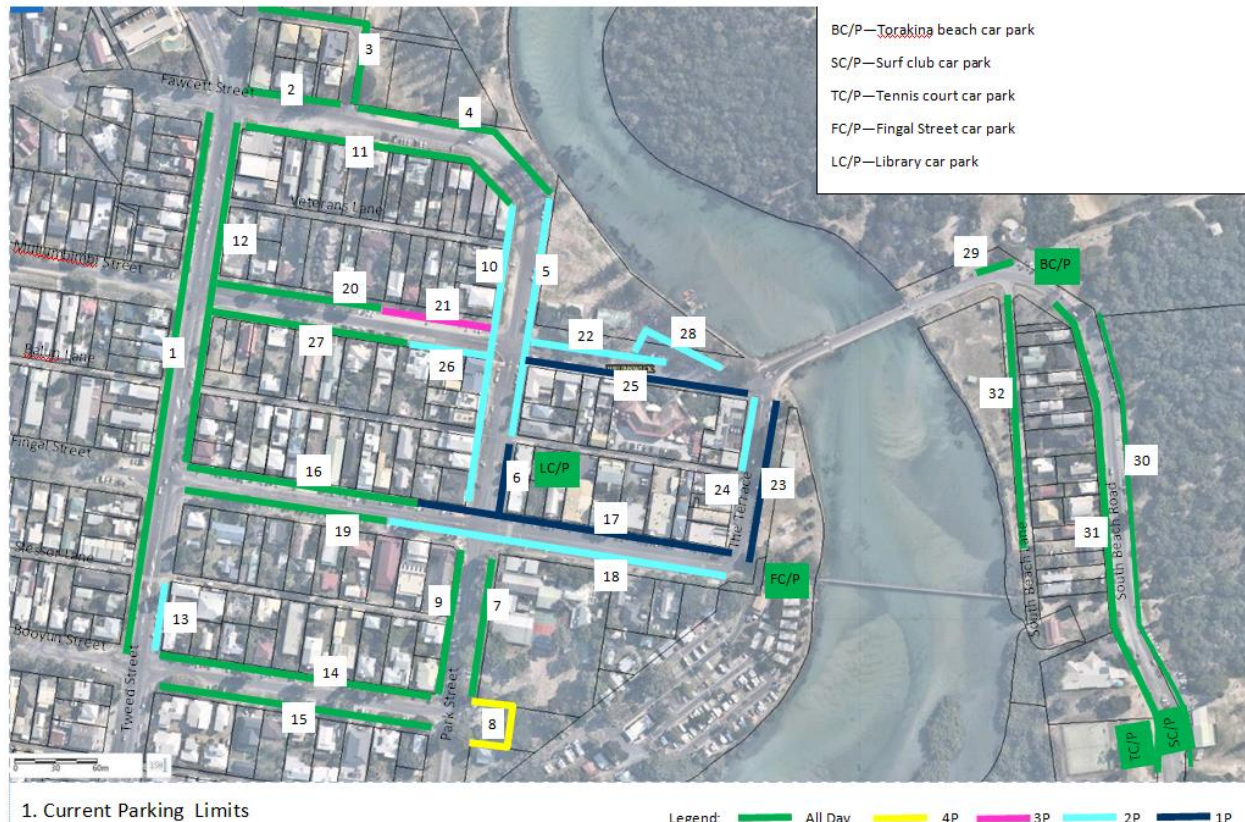 BC/P—Torakina beach car park
SC/P—Surf club car park
TC/P—Tennis court car park
FC/P—Fingal Street car park
LC/P—Library car park
3
2
Fawcett Street
4
11
Veterans Lane
12
Mullumbimbi Street
10
5
29
BC/P
20
21
22
28
1
27
26
25
32
Fingal Street
16
6
LC/P
24
The Terrace
23
30
17
19
31
South Beach Road
18
FC/P
9
7
13
South Beach Lane
Booyun Street
14
Tweed Street
15
Park Street
8
TC/P
SC/P
0 30 60m
1. Current Parking Limits
Legend: All Day 4P 3P 2P 1P